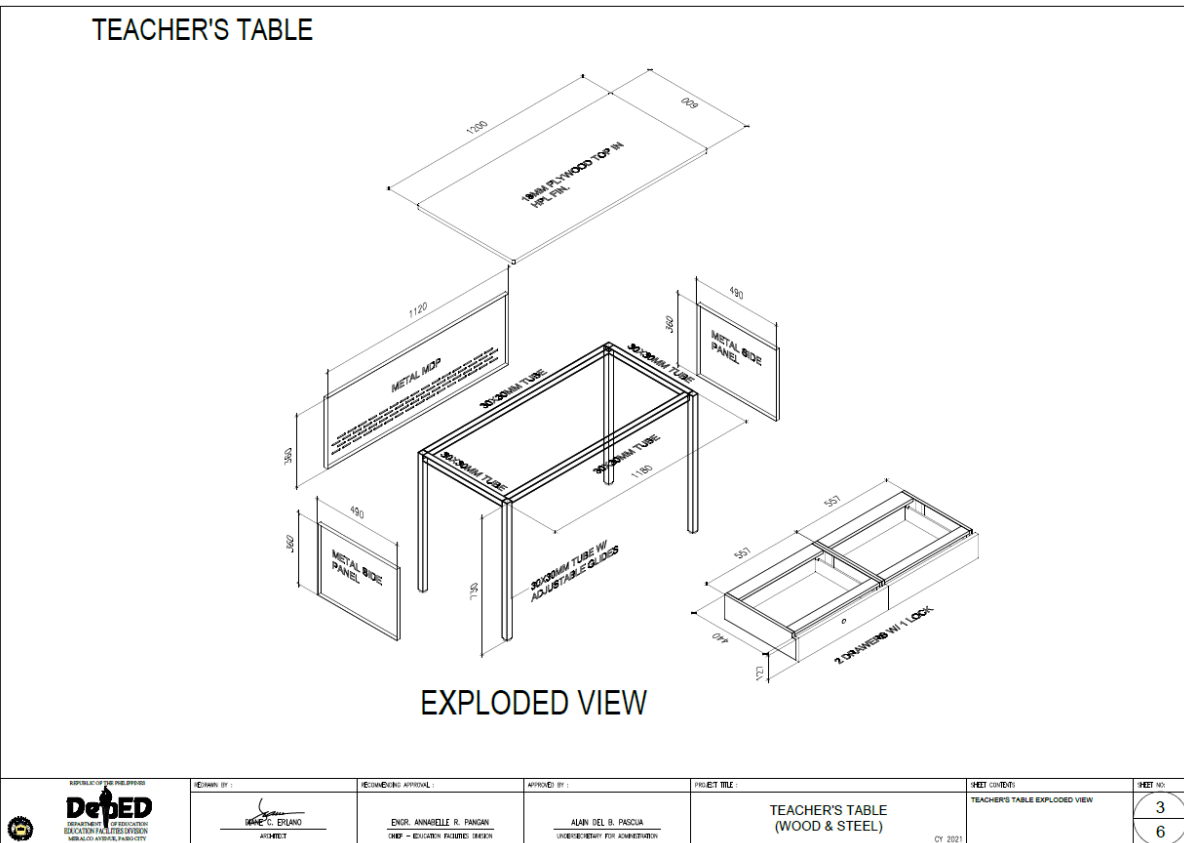 TEACHER'S TABLE
1200
600
18MM PLYWOOD TOP IN
HPL FIN.
1120
METAL MDP
360
490
360
METAL SIDE
PANEL
30X30MM TUBE
30X30MM TUBE
30X30MM TUBE
30X30MM TUBE
1180
490
360
METAL SIDE
PANEL
730
30X30MM TUBE W/
ADJUSTABLE GLIDES
557
557
440
121
2 DRAWERS W/ 1 LOCK
EXPLODED VIEW
REPUBLIC OF THE PHILIPPINES
DepED
DEPARTMENT OF EDUCATION
EDUCATION FACILITIES DIVISION
MERALCO AVENUE, PASIG CITY
REDRAWN BY :
DIANE C. ERLANO
ARCHITECT
RECOMMENDING APPROVAL :
ENGR. ANNABELLE R. PANGAN
CHIEF - EDUCATION FACILITIES DIVISION
APPROVED BY :
ALAIN DEL B. PASCUA
UNDERSECRETARY FOR ADMINISTRATION
PROJECT TITLE :
TEACHER'S TABLE
(WOOD & STEEL)
CY 2021
SHEET CONTENTS
TEACHER'S TABLE EXPLODED VIEW
SHEET NO:
3
6